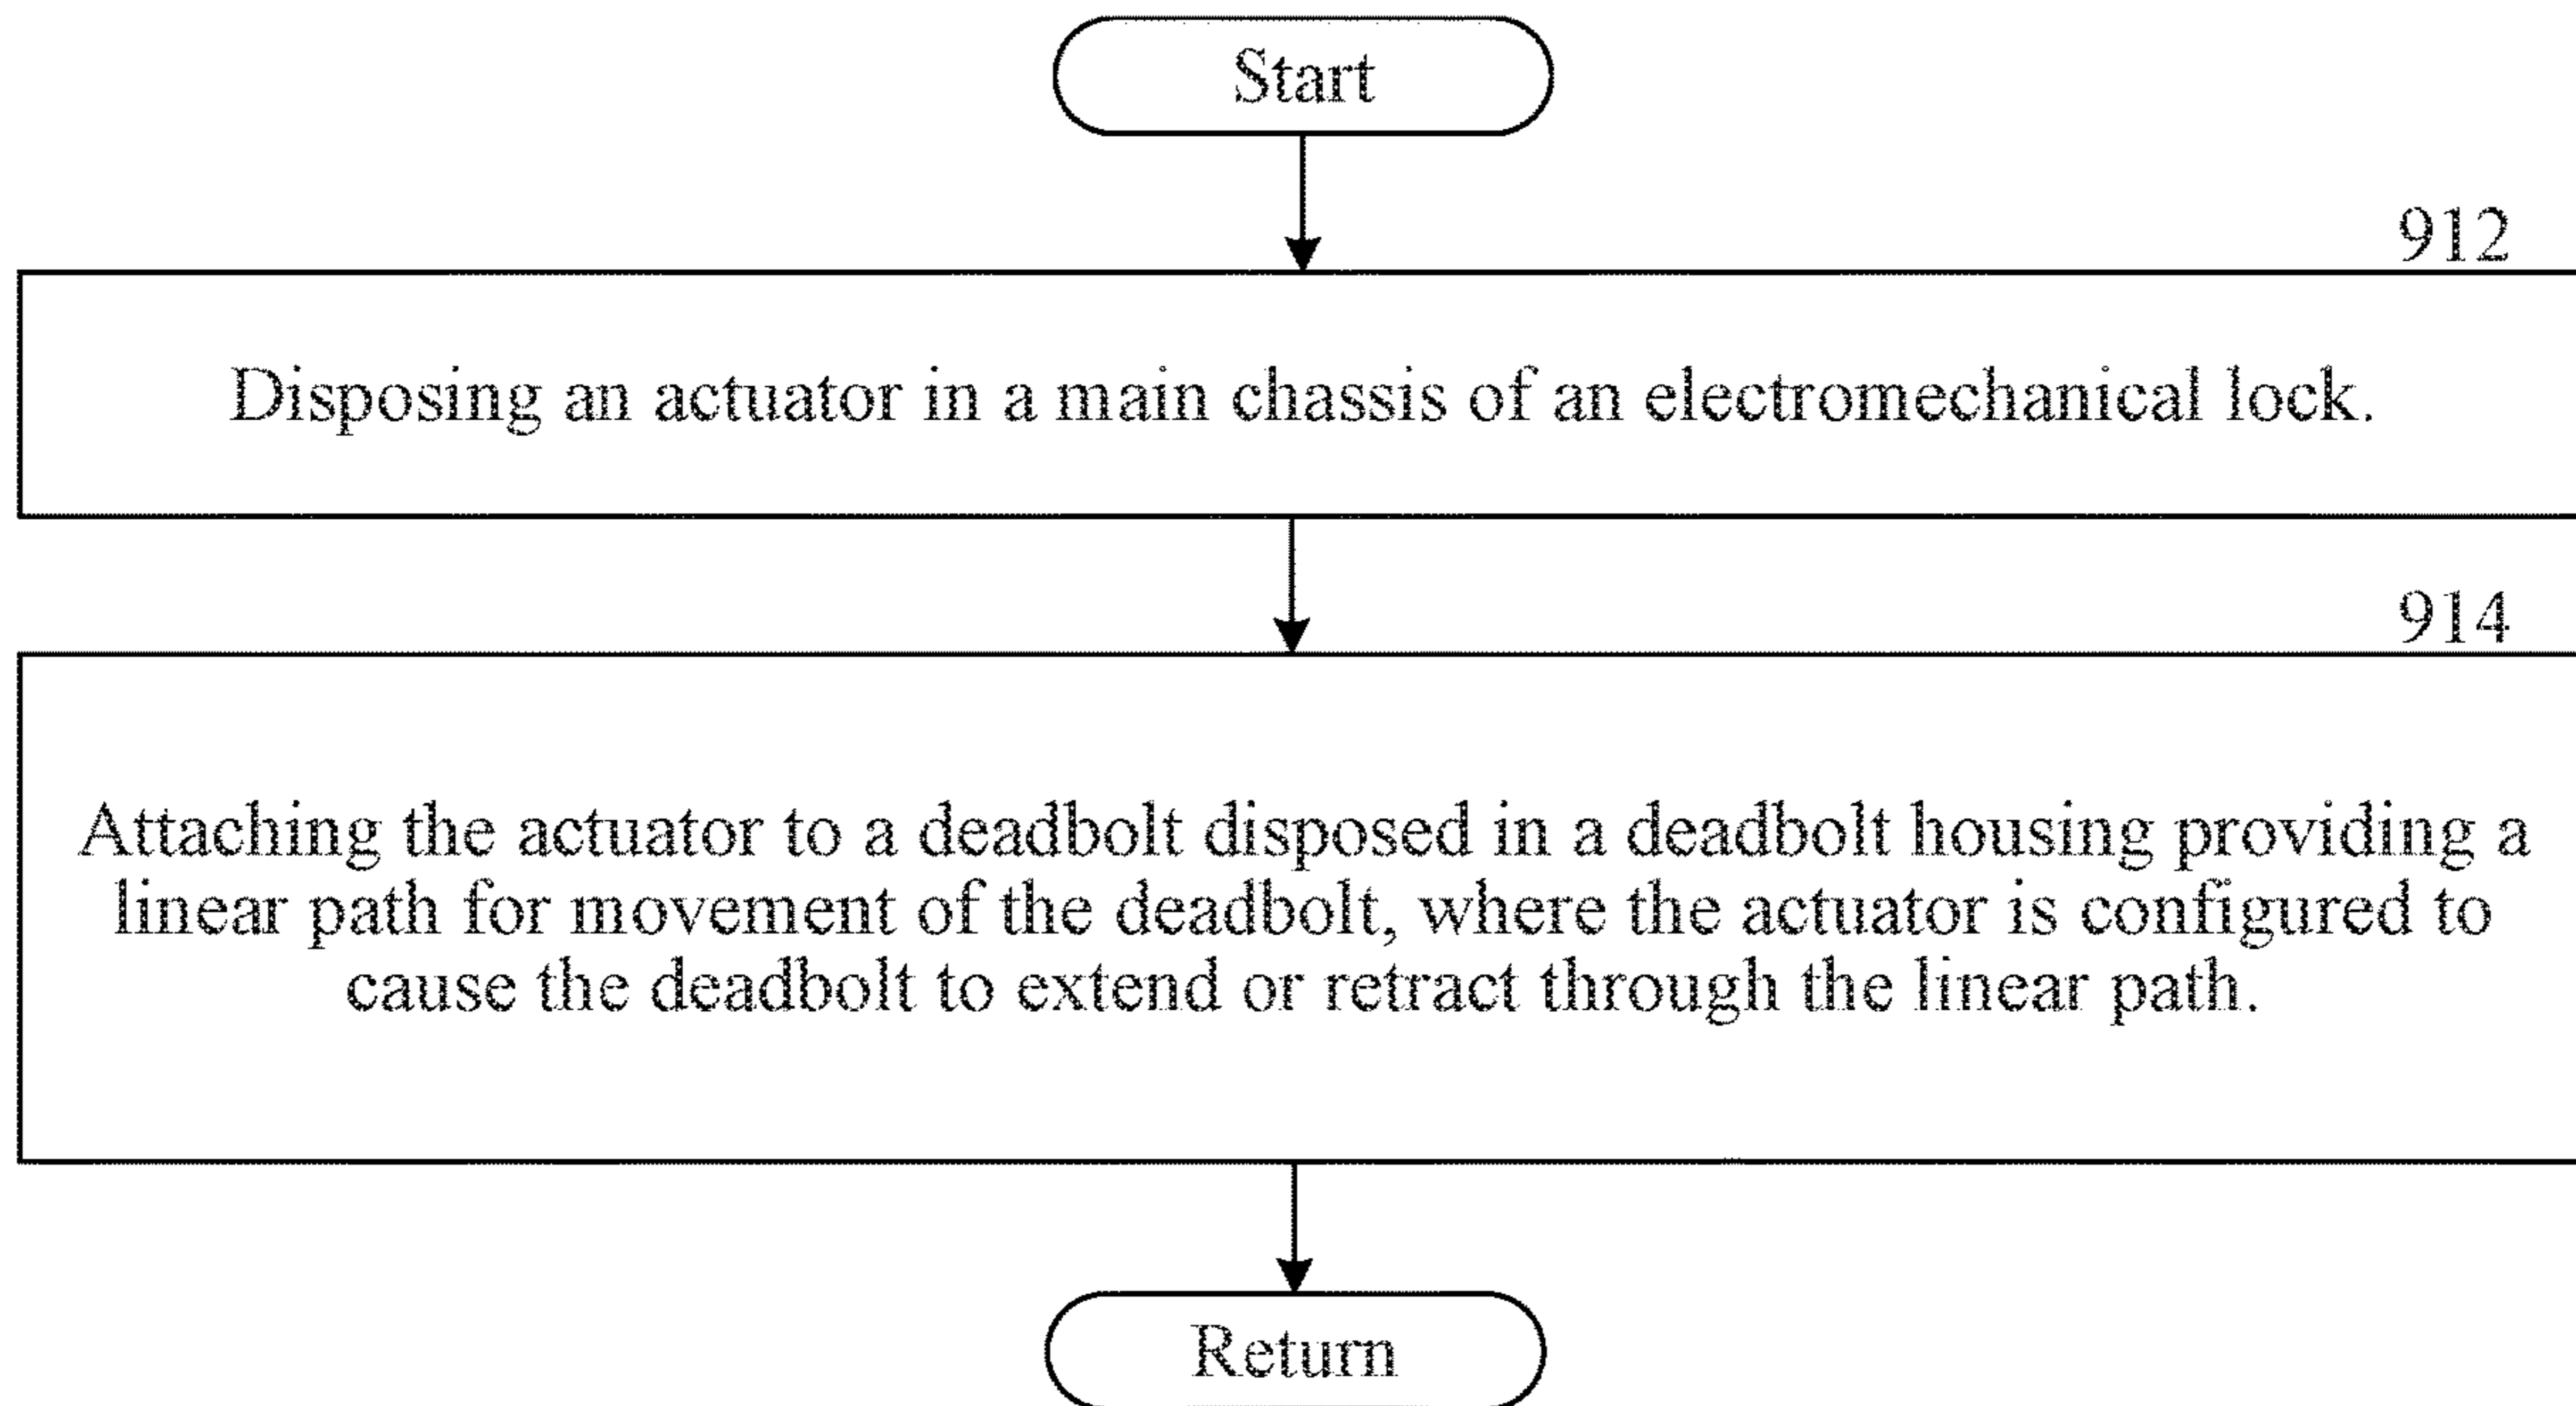 Start
912
Disposing an actuator in a main chassis of an electromechanical lock.
914
Attaching the actuator to a deadbolt disposed in a deadbolt housing providing a
linear path for movement of the deadbolt, where the actuator is configured to
cause the deadbolt to extend or retract through the linear path.
Return